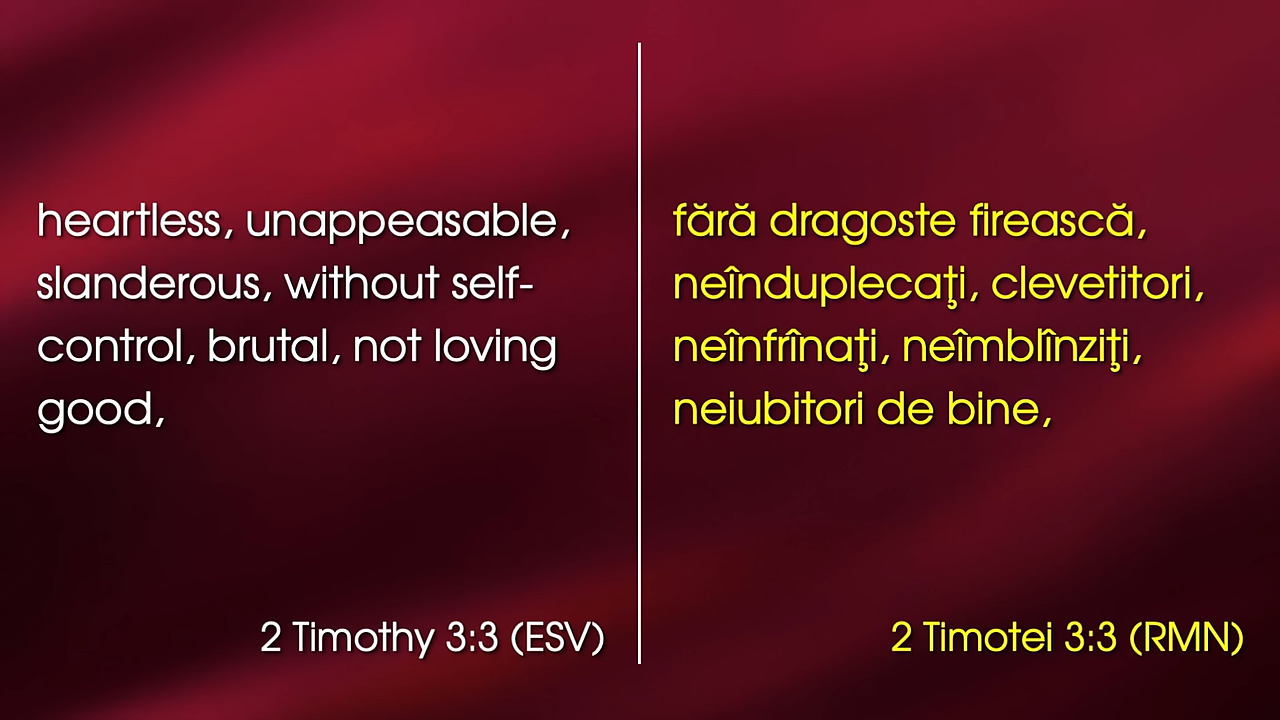 heartless, unappeasable,
slanderous, without self-
control, brutal, not loving
good,
2 Timothy 3:3 (ESV)
fără dragoste firească,
neînduplecaţi, clevetitori,
neînfrînaţi, neîmblînziţi,
neiubitori de bine,
2 Timotei 3:3 (RMN)